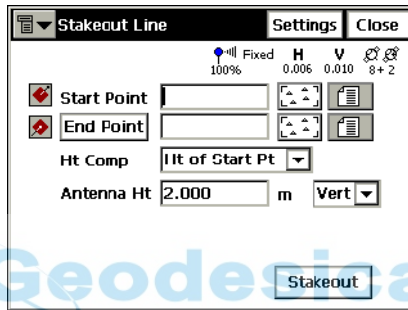 Stakeout Line Settings Close
Fixed H V
100% 0.006 0.010 8+2
Start Point
End Point
Ht Comp Ht of Start Pt
Antenna Ht 2.000 m Vert
Geodesica
Stakeout